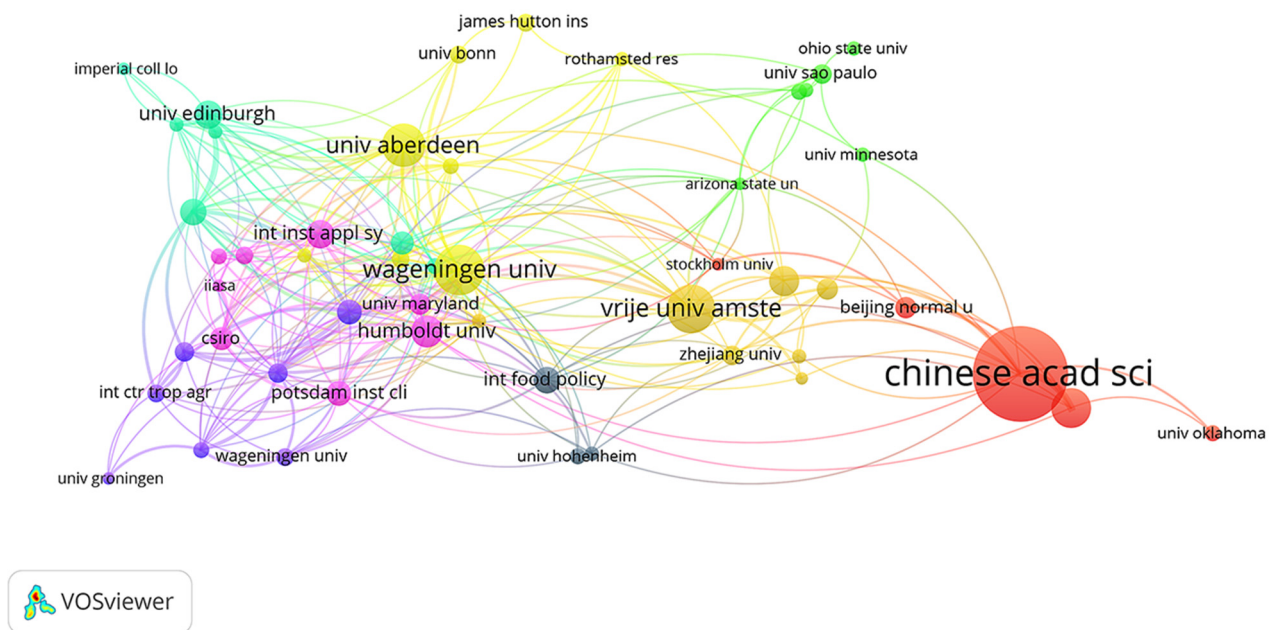 james hutton ins
univ bonn
rothamsted res
ohio state univ
imperial coll lo
univ sao paulo
univ edinburgh
univ aberdeen
univ minnesota
arizona state un
int inst appl sy
wageningen univ
stockholm univ
iiasa
univ maryland
vrije univ amste
beijing normal u
humboldt univ
csiro
zhejiang univ
chinese acad sci
int food policy
int ctr trop agr
potsdam inst cli
univ oklahoma
wageningen univ
univ hohenheim
univ groningen
VOSviewer